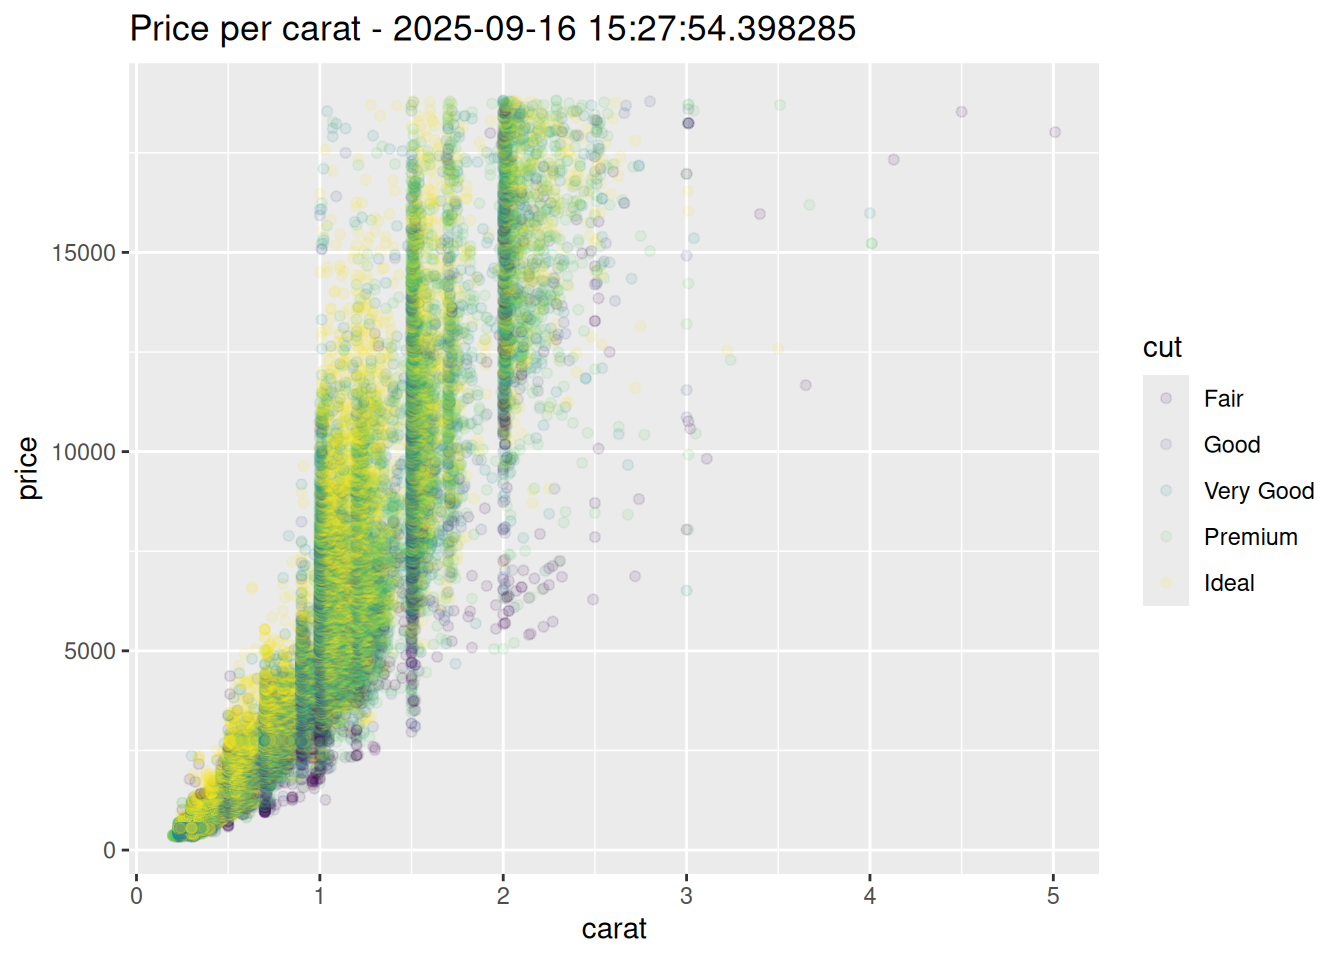 Price per carat - 2025-09-16 15:27:54.398285
price
15000
10000
5000
0
0 1 2 3 4 5
carat
cut
Fair
Good
Very Good
Premium
Ideal